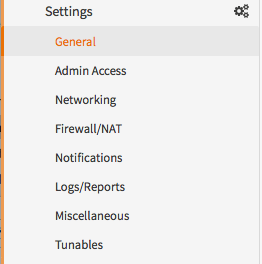 Settings
General
Admin Access
Networking
Firewall/NAT
Notifications
Logs/Reports
Miscellaneous
Tunables